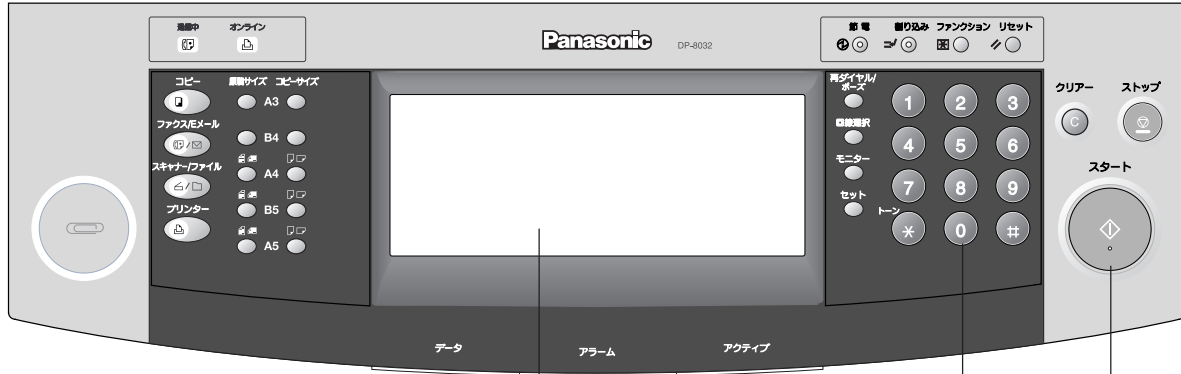 通信中 オンライン
Panasonic DP-8032
節電 割り込み ファンクション リセット
コピー
原稿サイズ コピーサイズ
A3
ファクス/Eメール
B4
スキャナー/ファイル
A4
プリンター
B5
A5
再ダイヤル/
ポーズ
回線選択
モニター
セット
トーン
1 2 3
4 5 6
7 8 9
* 0 #
クリアー
C
ストップ
スタート
データ アラーム アクティブ